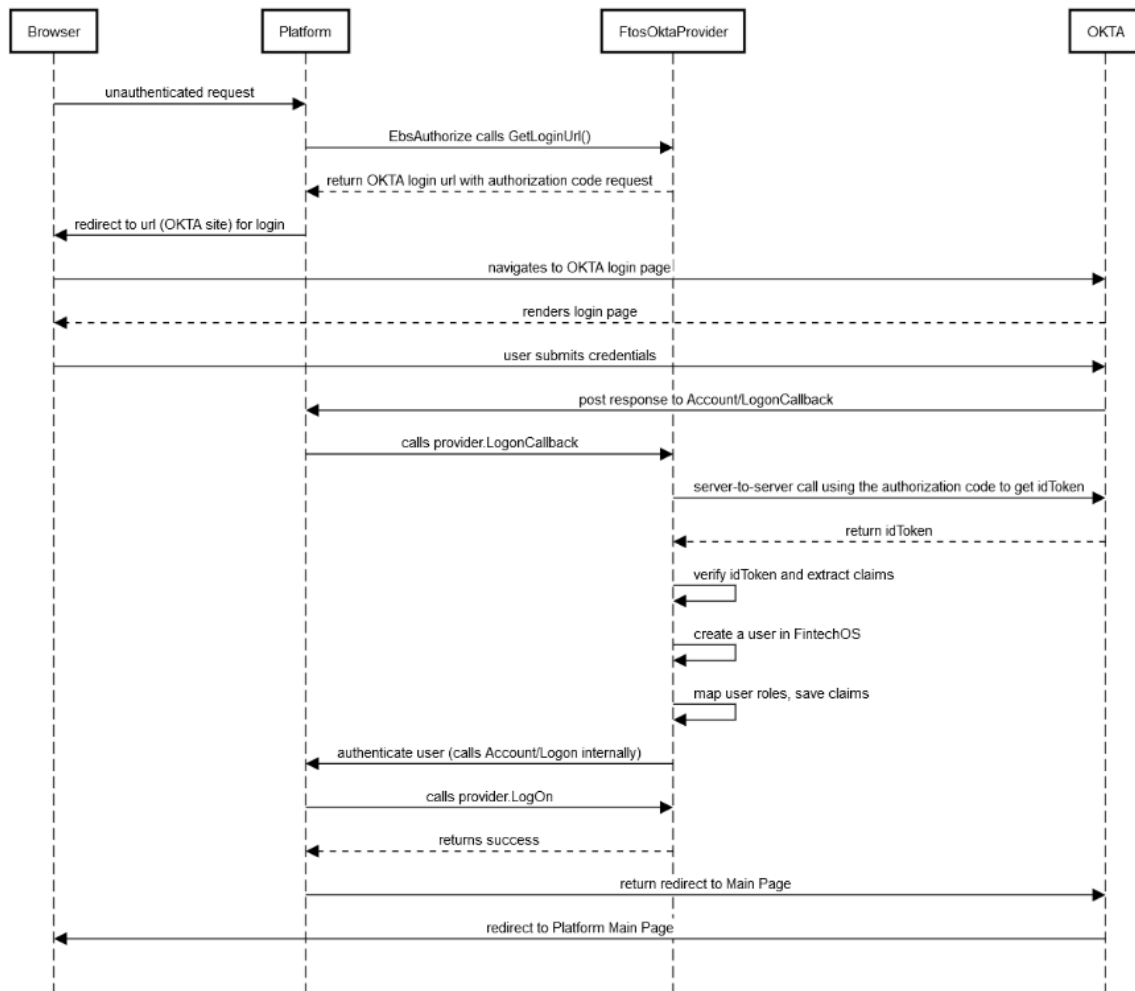 Browser
Platform
FtosOktaProvider
OKTA
unauthenticated request
EbsAuthorize calls GetLoginUrl()
return OKTA login url with authorization code request
redirect to url (OKTA site) for login
navigates to OKTA login page
renders login page
user submits credentials
post response to Account/LogonCallback
calls provider.LogonCallback
server-to-server call using the authorization code to get idToken
return idToken
verify idToken and extract claims
create a user in FintechOS
map user roles, save claims
authenticate user (calls Account/Logon internally)
calls provider.LogOn
returns success
return redirect to Main Page
redirect to Platform Main Page